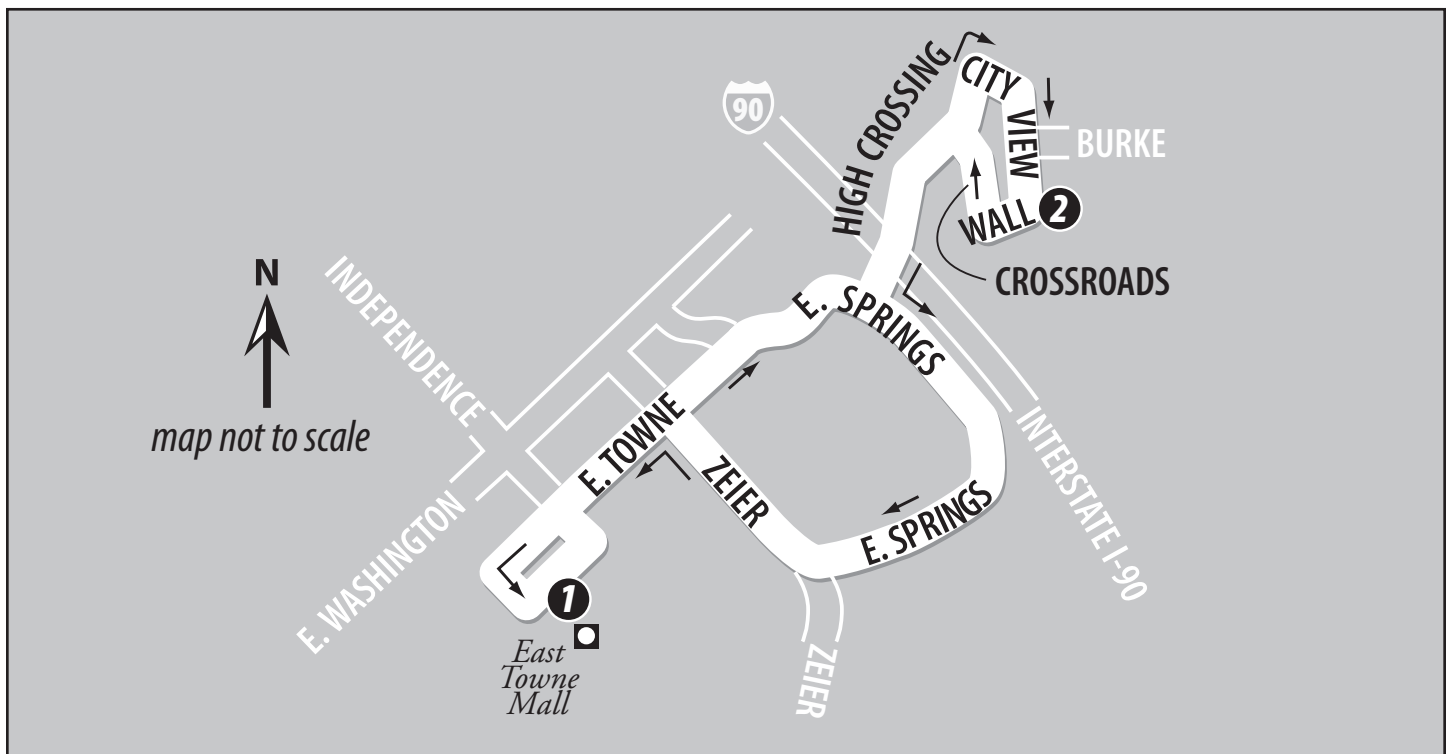 HIGH CROSSING
CITY
VIEW
90
BURKE
WALL
2
CROSSROADS
N
map not to scale
INDEPENDENCE
E. SPRINGS
E. TOWNE
ZEIER
E. WASHINGTON
E. SPRINGS
INTERSTATE I-90
1
East
Towne
Mall
ZEIER